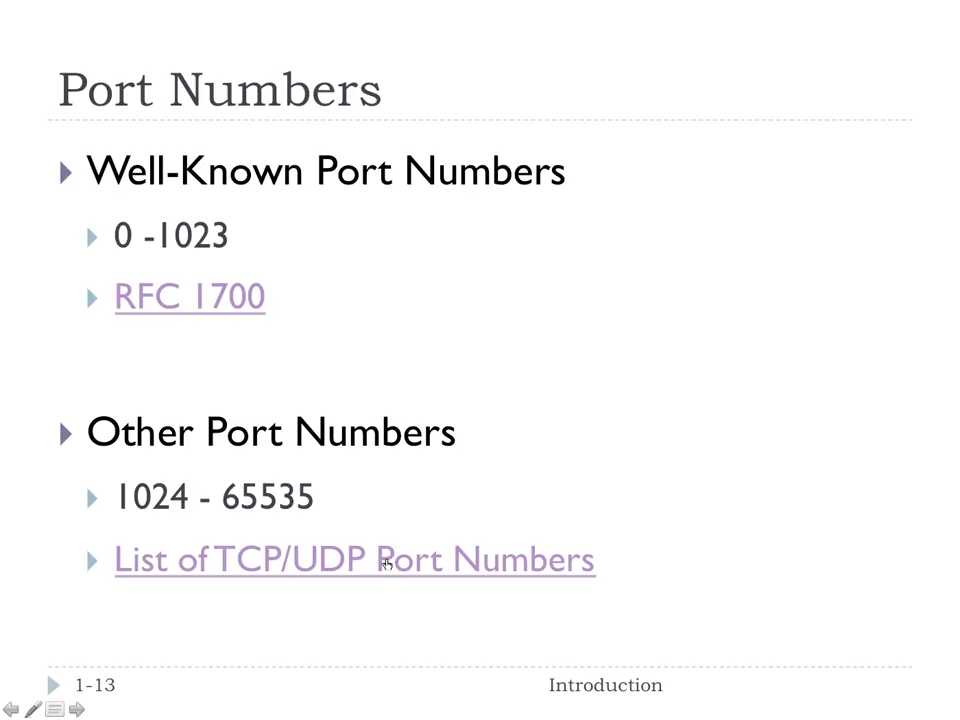 Port Numbers
Well-Known Port Numbers
0 -1023
RFC 1700
Other Port Numbers
1024 - 65535
List of TCP/UDP Port Numbers
1-13
Introduction